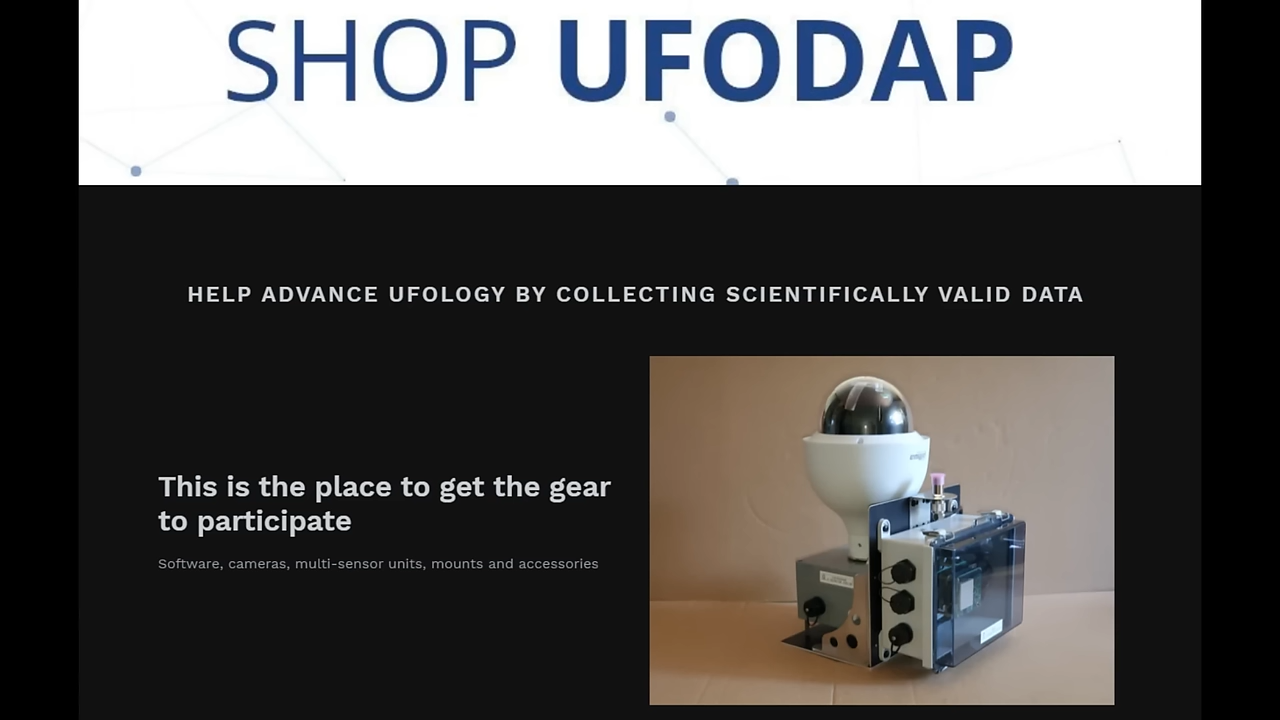 SHOP UFODAP
HELP ADVANCE UFOLOGY BY COLLECTING SCIENTIFICALLY VALID DATA
This is the place to get the gear
to participate
Software, cameras, multi-sensor units, mounts and accessories